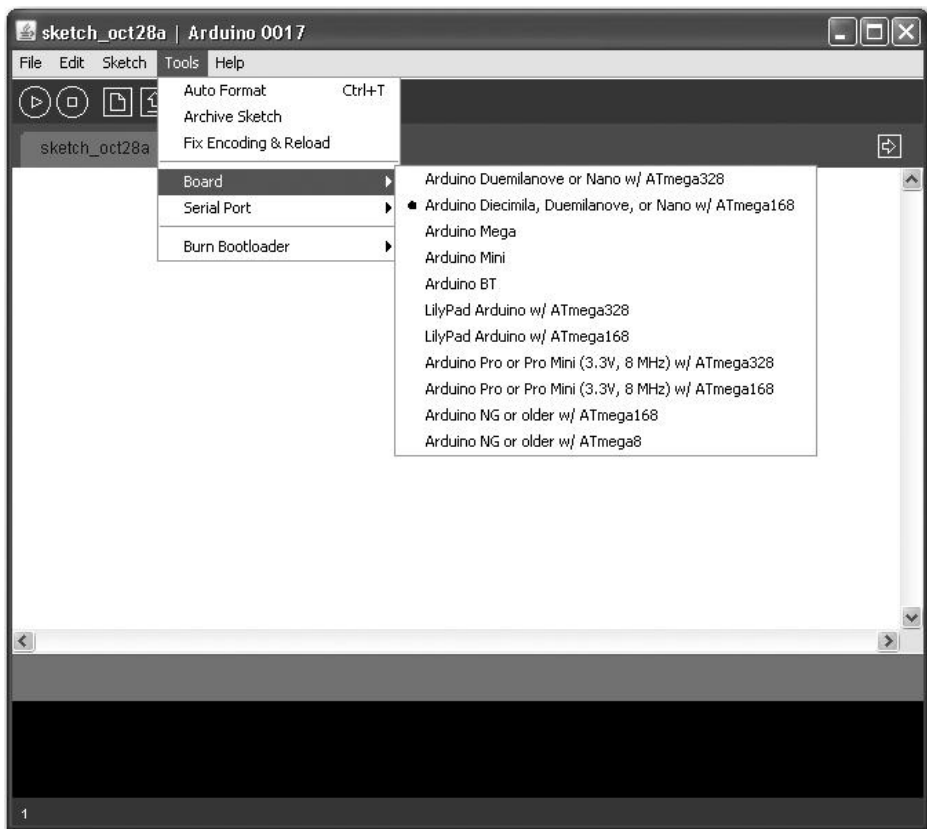 sketch_oct28a | Arduino 0017
File Edit Sketch Tools Help
Auto Format Ctrl+T
Archive Sketch
Fix Encoding & Reload
sketch_oct28a
Board
Serial Port
Burn Bootloader
Arduino Duemilanove or Nano w/ ATmega328
Arduino Diecimila, Duemilanove, or Nano w/ ATmega168
Arduino Mega
Arduino Mini
Arduino BT
LilyPad Arduino w/ ATmega328
LilyPad Arduino w/ ATmega168
Arduino Pro or Pro Mini (3.3V, 8 MHz) w/ ATmega328
Arduino Pro or Pro Mini (3.3V, 8 MHz) w/ ATmega168
Arduino NG or older w/ ATmega168
Arduino NG or older w/ ATmega8
1